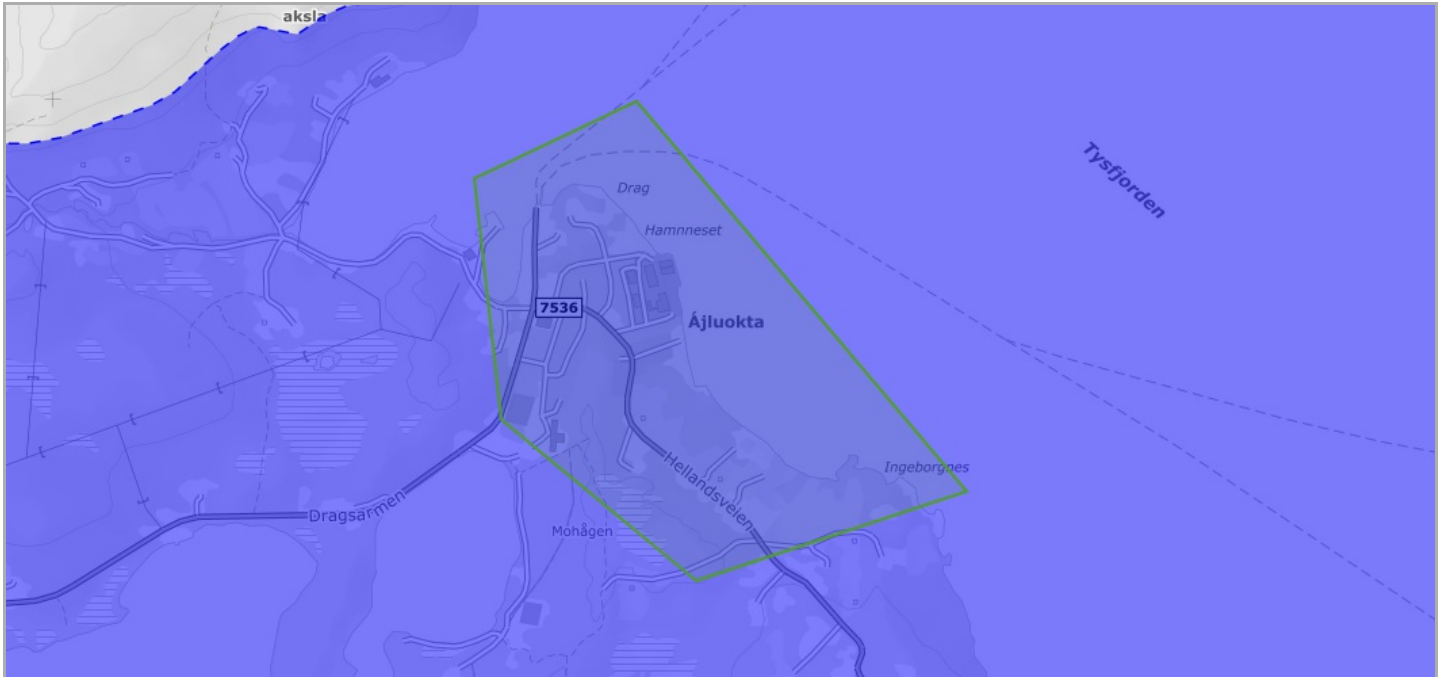 aksla
Tysfjorden
Drag
Hamnneset
7536
Ájluokta
Ingeborgnes
Hellandsveien
Dragsarmen
Mohågen